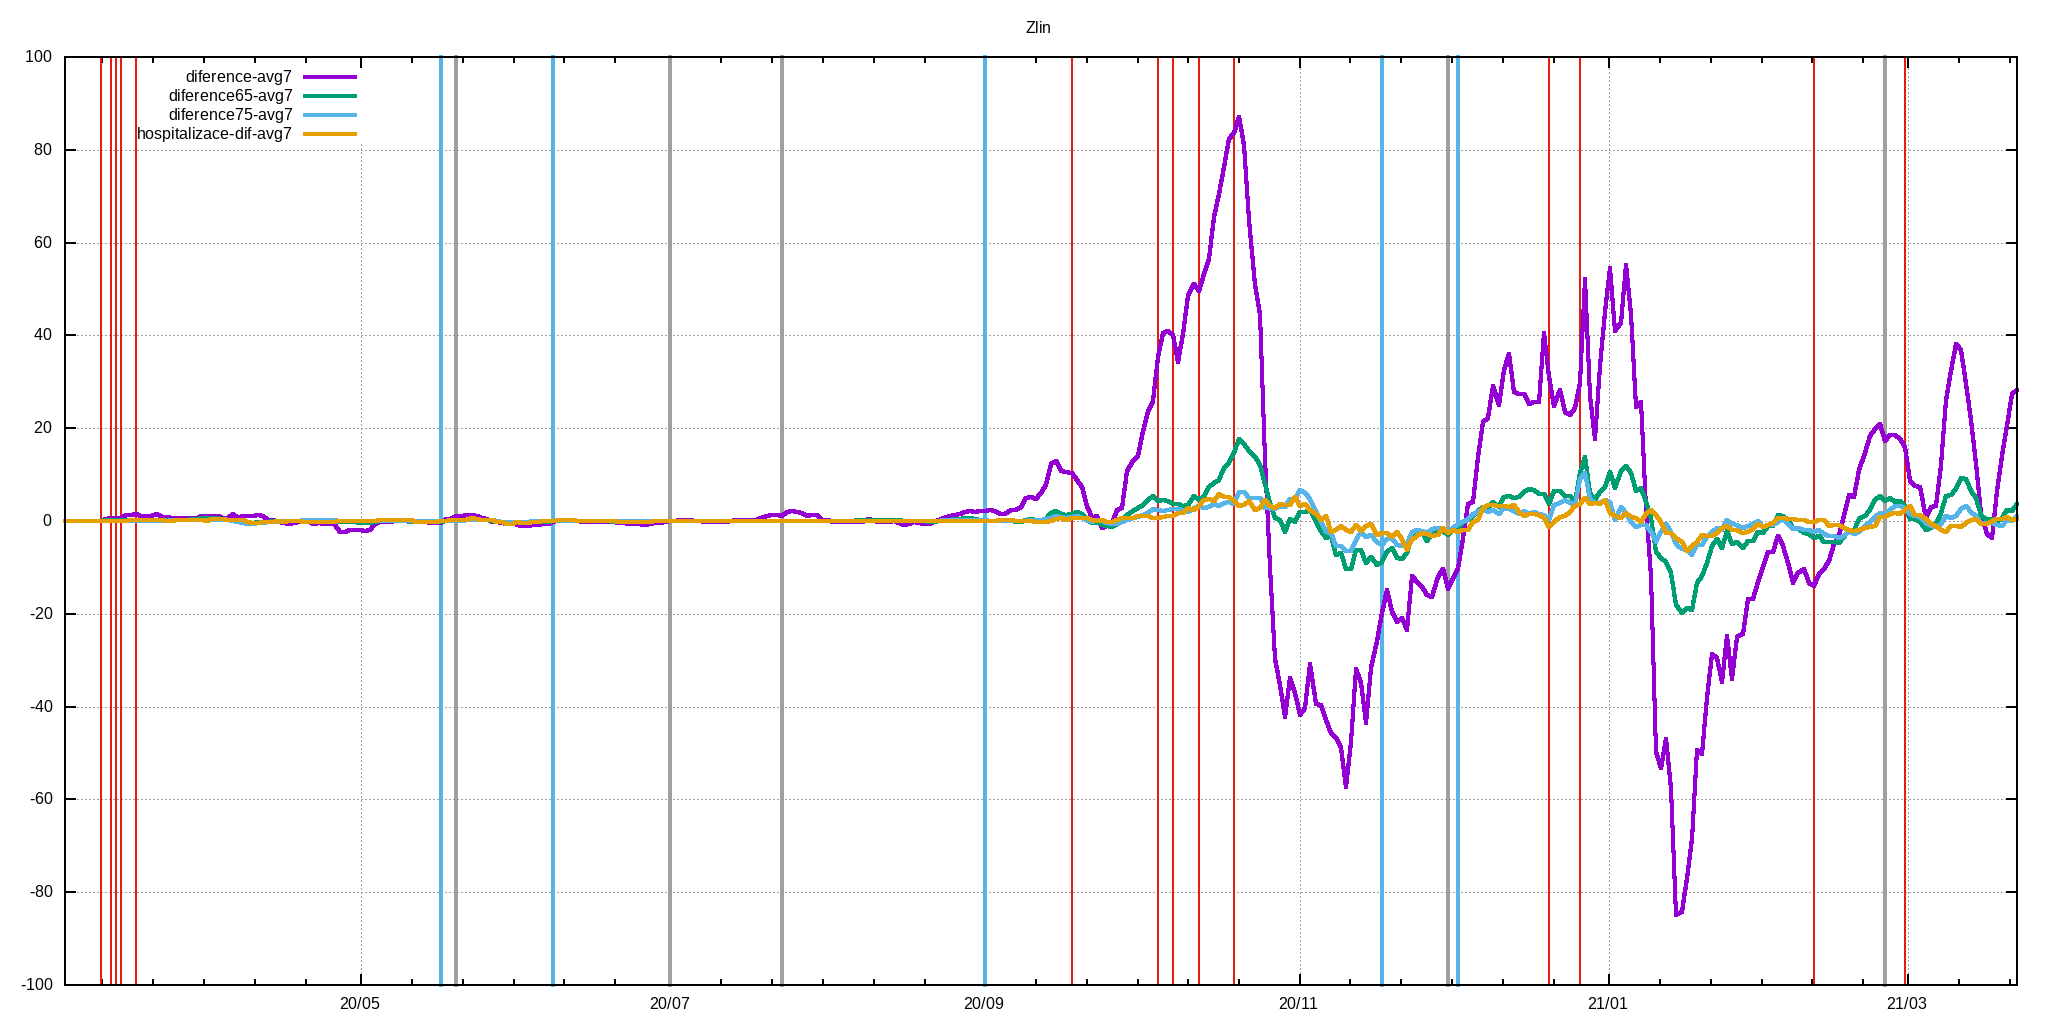 Zlin
100
80
60
40
20
0
-20
-40
-60
-80
-100
diference-avg7
diference65-avg7
diference75-avg7
hospitalizace-dif-avg7
20/05 20/07 20/09 20/11 21/01 21/03